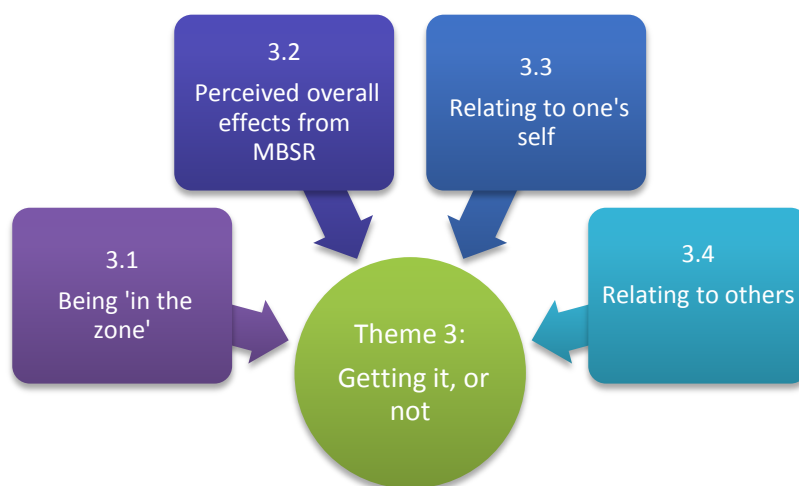 3.1
Being 'in the
zone'
3.2
Perceived overall
effects from
MBSR
3.3
Relating to one's
self
3.4
Relating to others
Theme 3:
Getting it, or
not